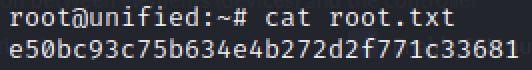 root@unified:~# cat root.txt
e50bc93c75b634e4b272d2f771c33681